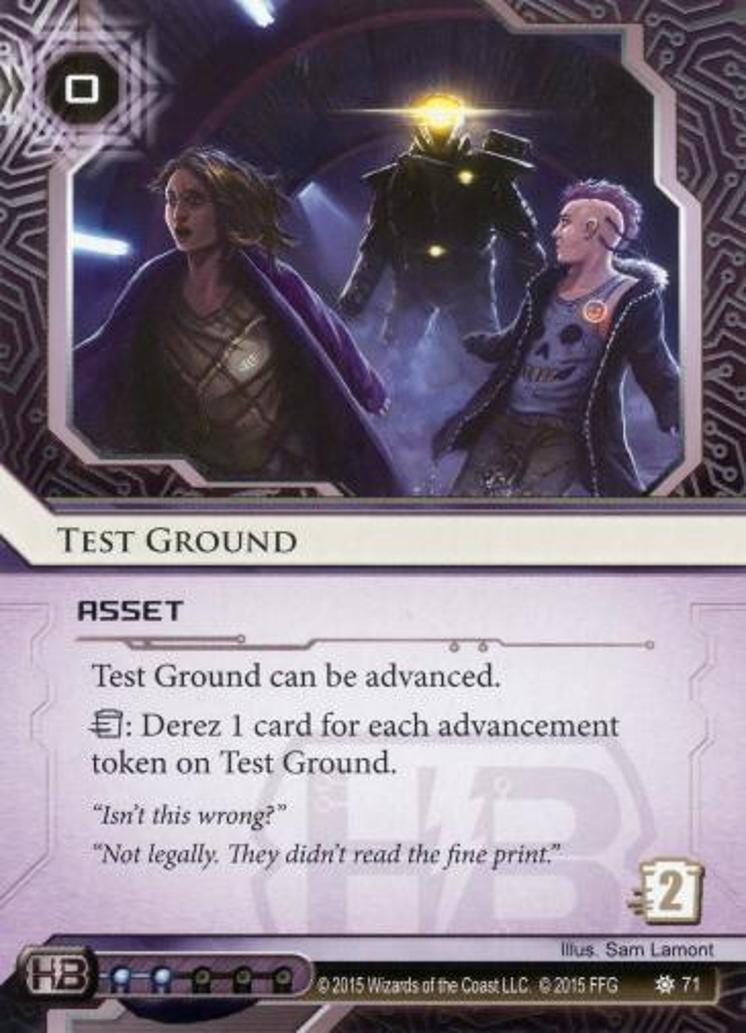 0
TEST GROUND
ASSET
Test Ground can be advanced.
: Derez 1 card for each advancement
token on Test Ground.
“Isn’t this wrong?”
“Not legally. They didn’t read the fine print.”
2
Illus. Sam Lamont
HB
© 2015 Wizards of the Coast LLC. © 2015 FFG
71